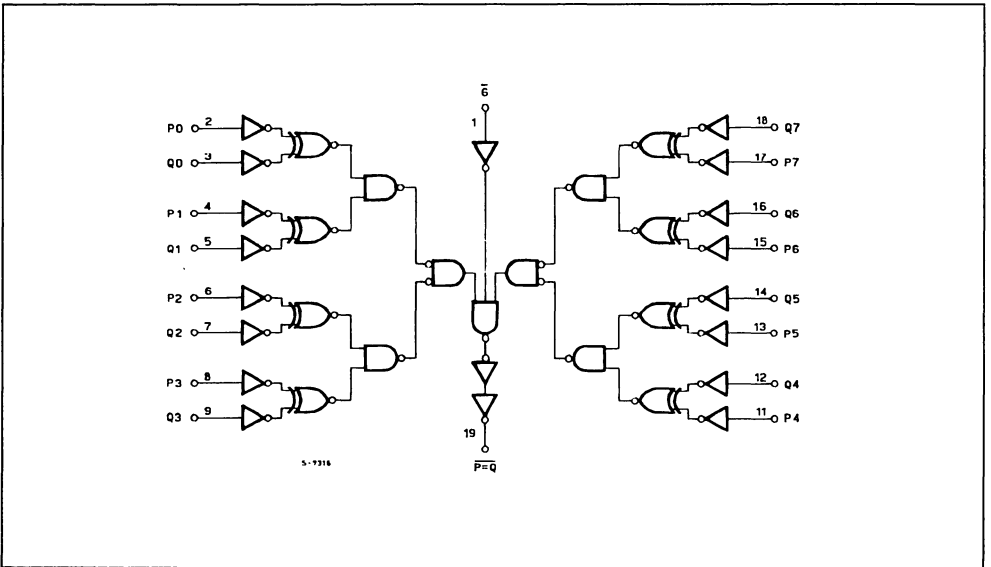 G̅
1
P0 2
Q0 3
P1 4
Q1 5
P2 6
Q2 7
P3 8
Q3 9
18 Q7
17 P7
16 Q6
15 P6
14 Q5
13 P5
12 Q4
11 P4
19
P̅=̅Q̅
S-9316